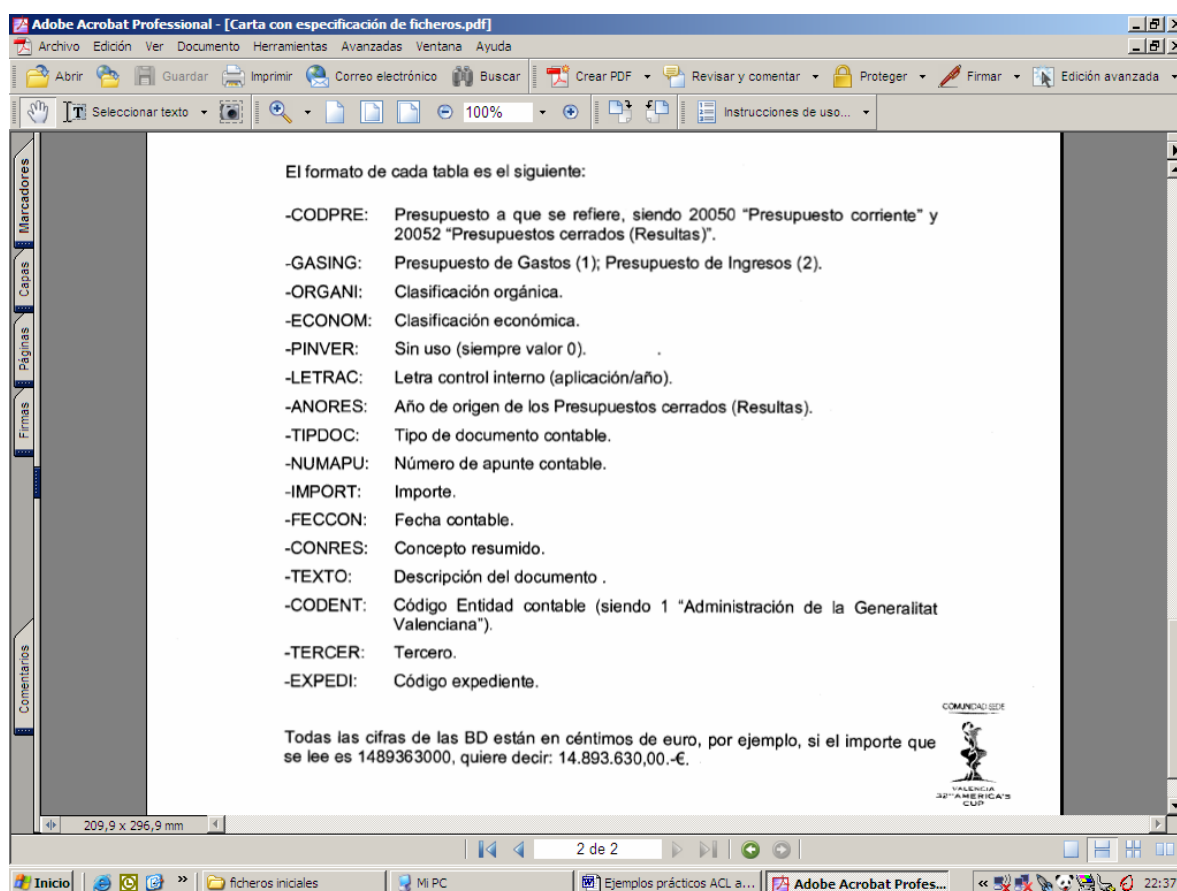 Adobe Acrobat Professional - [Carta con especificación de ficheros.pdf]
Archivo Edición Ver Documento Herramientas Avanzadas Ventana Ayuda
Abrir Guardar Imprimir Correo electrónico Buscar Crear PDF Revisar y comentar Proteger Firmar Edición avanzada
Seleccionar texto 100% Instrucciones de uso...
Marcadores
Capas
Páginas
Firmas
Comentarios
El formato de cada tabla es el siguiente:
-CODPRE: Presupuesto a que se refiere, siendo 20050 “Presupuesto corriente” y
20052 “Presupuestos cerrados (Resultas)”.
-GASING: Presupuesto de Gastos (1); Presupuesto de Ingresos (2).
-ORGANI: Clasificación orgánica.
-ECONOM: Clasificación económica.
-PINVER: Sin uso (siempre valor 0).
-LETRAC: Letra control interno (aplicación/año).
-ANORES: Año de origen de los Presupuestos cerrados (Resultas).
-TIPDOC: Tipo de documento contable.
-NUMAPU: Número de apunte contable.
-IMPORT: Importe.
-FECCON: Fecha contable.
-CONRES: Concepto resumido.
-TEXTO: Descripción del documento .
-CODENT: Código Entidad contable (siendo 1 “Administración de la Generalitat
Valenciana”).
-TERCER: Tercero.
-EXPEDI: Código expediente.
COMUNIDAD SEDE
Todas las cifras de las BD están en céntimos de euro, por ejemplo, si el importe que
se lee es 1489363000, quiere decir: 14.893.630,00.-€.
VALENCIA
32nd AMERICA'S
CUP
209,9 x 296,9 mm
2 de 2
Inicio » ficheros iniciales Mi PC Ejemplos prácticos ACL a... Adobe Acrobat Profes... « 22:37